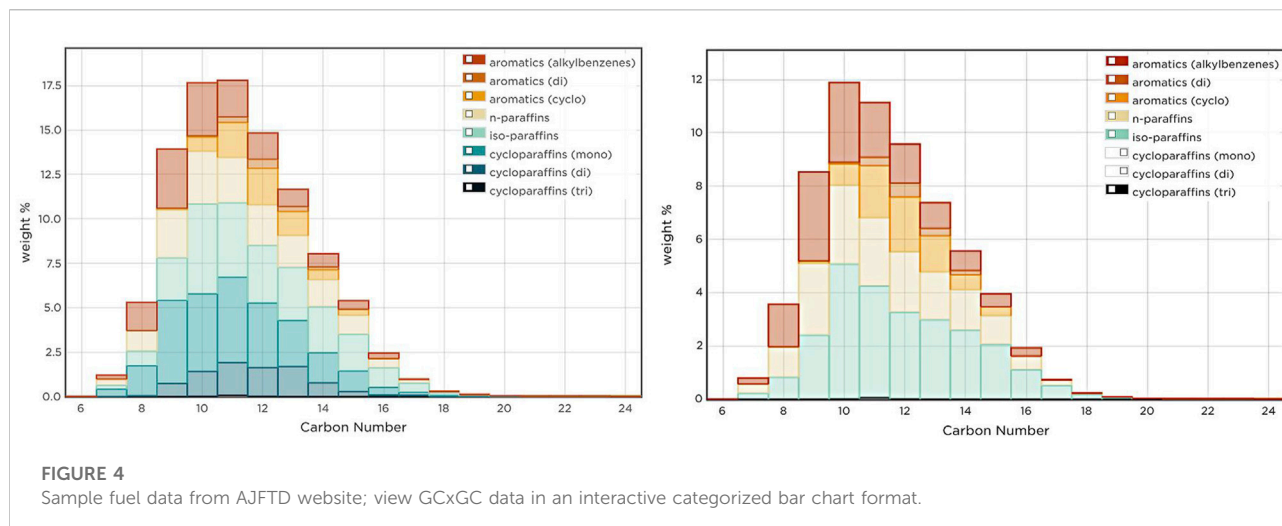 17.5
15.0
12.5
10.0
7.5
5.0
2.5
0.0
weight %
aromatics (alkylbenzenes)
aromatics (di)
aromatics (cyclo)
n-paraffins
iso-paraffins
cycloparaffins (mono)
cycloparaffins (di)
cycloparaffins (tri)
6 8 10 12 14 16 18 20 22 24
Carbon Number
12
10
8
6
4
2
0
weight %
aromatics (alkylbenzenes)
aromatics (di)
aromatics (cyclo)
n-paraffins
iso-paraffins
cycloparaffins (mono)
cycloparaffins (di)
cycloparaffins (tri)
6 8 10 12 14 16 18 20 22 24
Carbon Number
FIGURE 4
Sample fuel data from AJFTD website; view GCxGC data in an interactive categorized bar chart format.